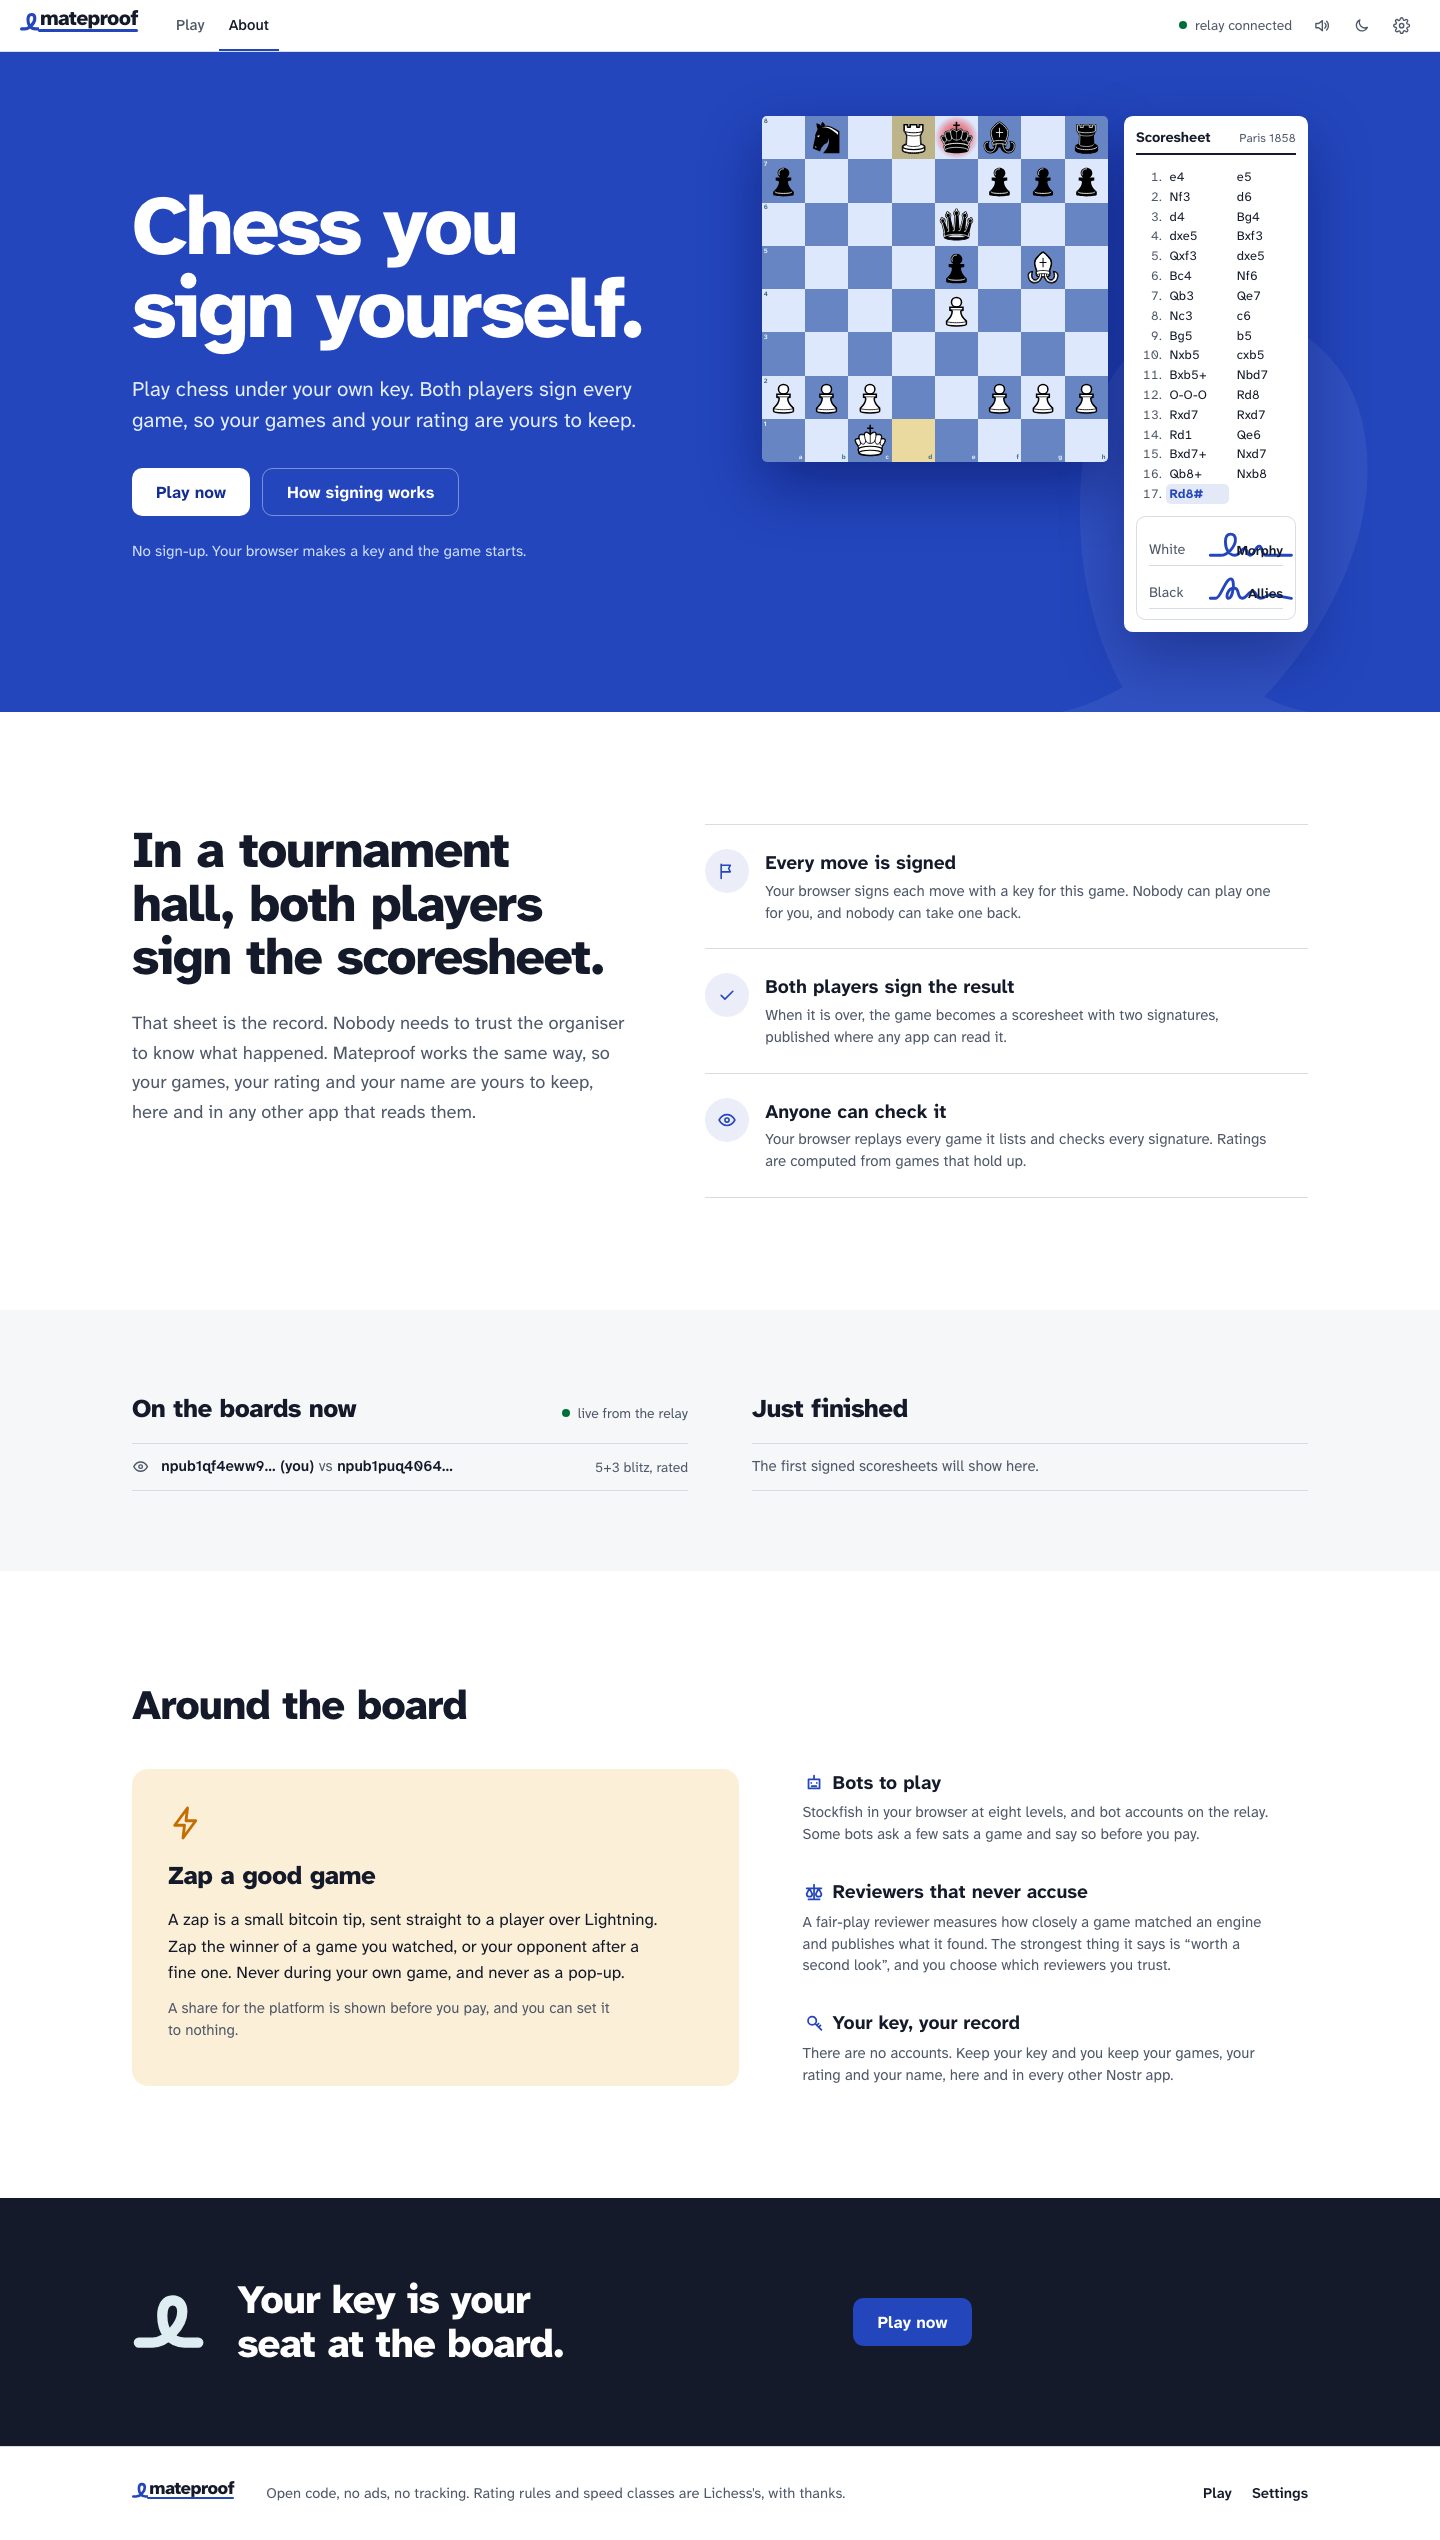 mateproof
Play About
relay connected
Chess you
sign yourself.
Play chess under your own key. Both players sign every
game, so your games and your rating are yours to keep.
Play now
How signing works
No sign-up. Your browser makes a key and the game starts.
8
7
6
5
4
3
2
1
a b c d e f g h
Scoresheet Paris 1858
1. e4 e5
2. Nf3 d6
3. d4 Bg4
4. dxe5 Bxf3
5. Qxf3 dxe5
6. Bc4 Nf6
7. Qb3 Qe7
8. Nc3 c6
9. Bg5 b5
10. Nxb5 cxb5
11. Bxb5+ Nbd7
12. O-O-O Rd8
13. Rxd7 Rxd7
14. Rd1 Qe6
15. Bxd7+ Nxd7
16. Qb8+ Nxb8
17. Rd8#
White Morphy
Black Allies
In a tournament
hall, both players
sign the scoresheet.
That sheet is the record. Nobody needs to trust the organiser
to know what happened. Mateproof works the same way, so
your games, your rating and your name are yours to keep,
here and in any other app that reads them.
Every move is signed
Your browser signs each move with a key for this game. Nobody can play one
for you, and nobody can take one back.
Both players sign the result
When it is over, the game becomes a scoresheet with two signatures,
published where any app can read it.
Anyone can check it
Your browser replays every game it lists and checks every signature. Ratings
are computed from games that hold up.
On the boards now
live from the relay
npub1qf4eww9... (you) vs npub1puq4064...
5+3 blitz, rated
Just finished
The first signed scoresheets will show here.
Around the board
Zap a good game
A zap is a small bitcoin tip, sent straight to a player over Lightning.
Zap the winner of a game you watched, or your opponent after a
fine one. Never during your own game, and never as a pop-up.
A share for the platform is shown before you pay, and you can set it
to nothing.
Bots to play
Stockfish in your browser at eight levels, and bot accounts on the relay.
Some bots ask a few sats a game and say so before you pay.
Reviewers that never accuse
A fair-play reviewer measures how closely a game matched an engine
and publishes what it found. The strongest thing it says is “worth a
second look”, and you choose which reviewers you trust.
Your key, your record
There are no accounts. Keep your key and you keep your games, your
rating and your name, here and in every other Nostr app.
Your key is your
seat at the board.
Play now
mateproof
Open code, no ads, no tracking. Rating rules and speed classes are Lichess's, with thanks.
Play Settings